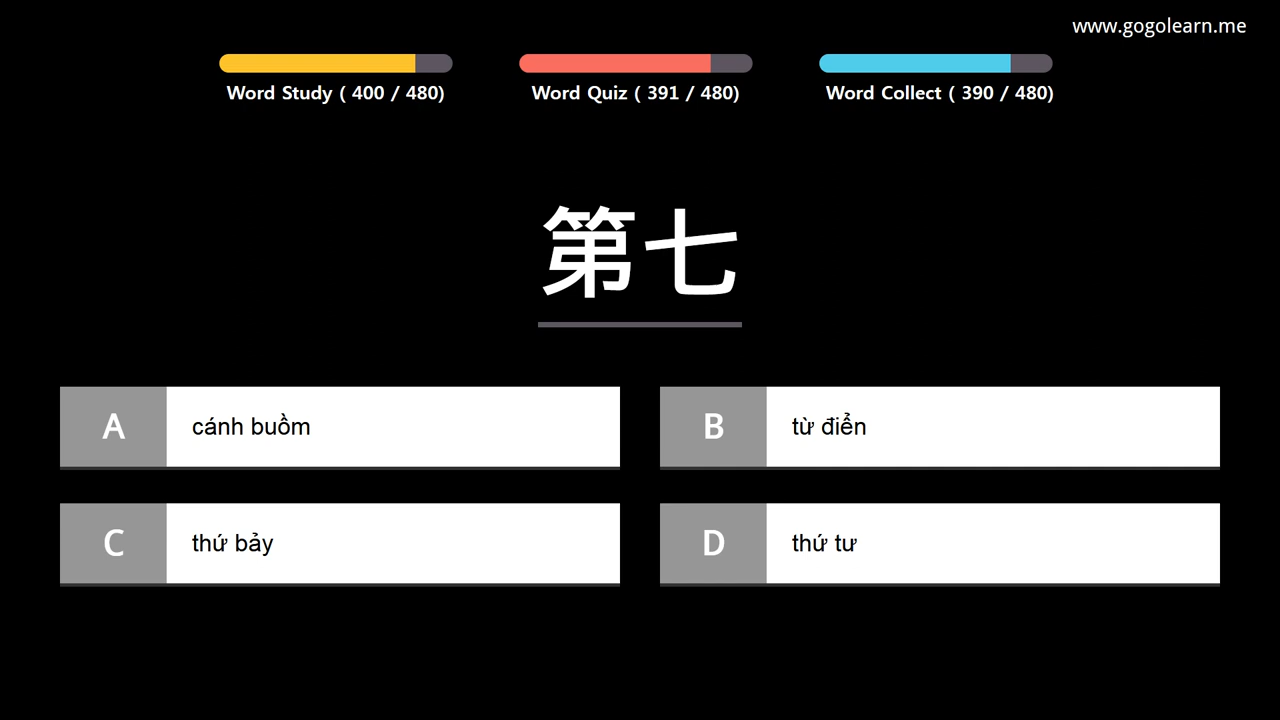 www.gogolearn.me
Word Study ( 400 / 480)
Word Quiz ( 391 / 480)
Word Collect ( 390 / 480)
第七
A cánh buồm
B từ điển
C thứ bảy
D thứ tư